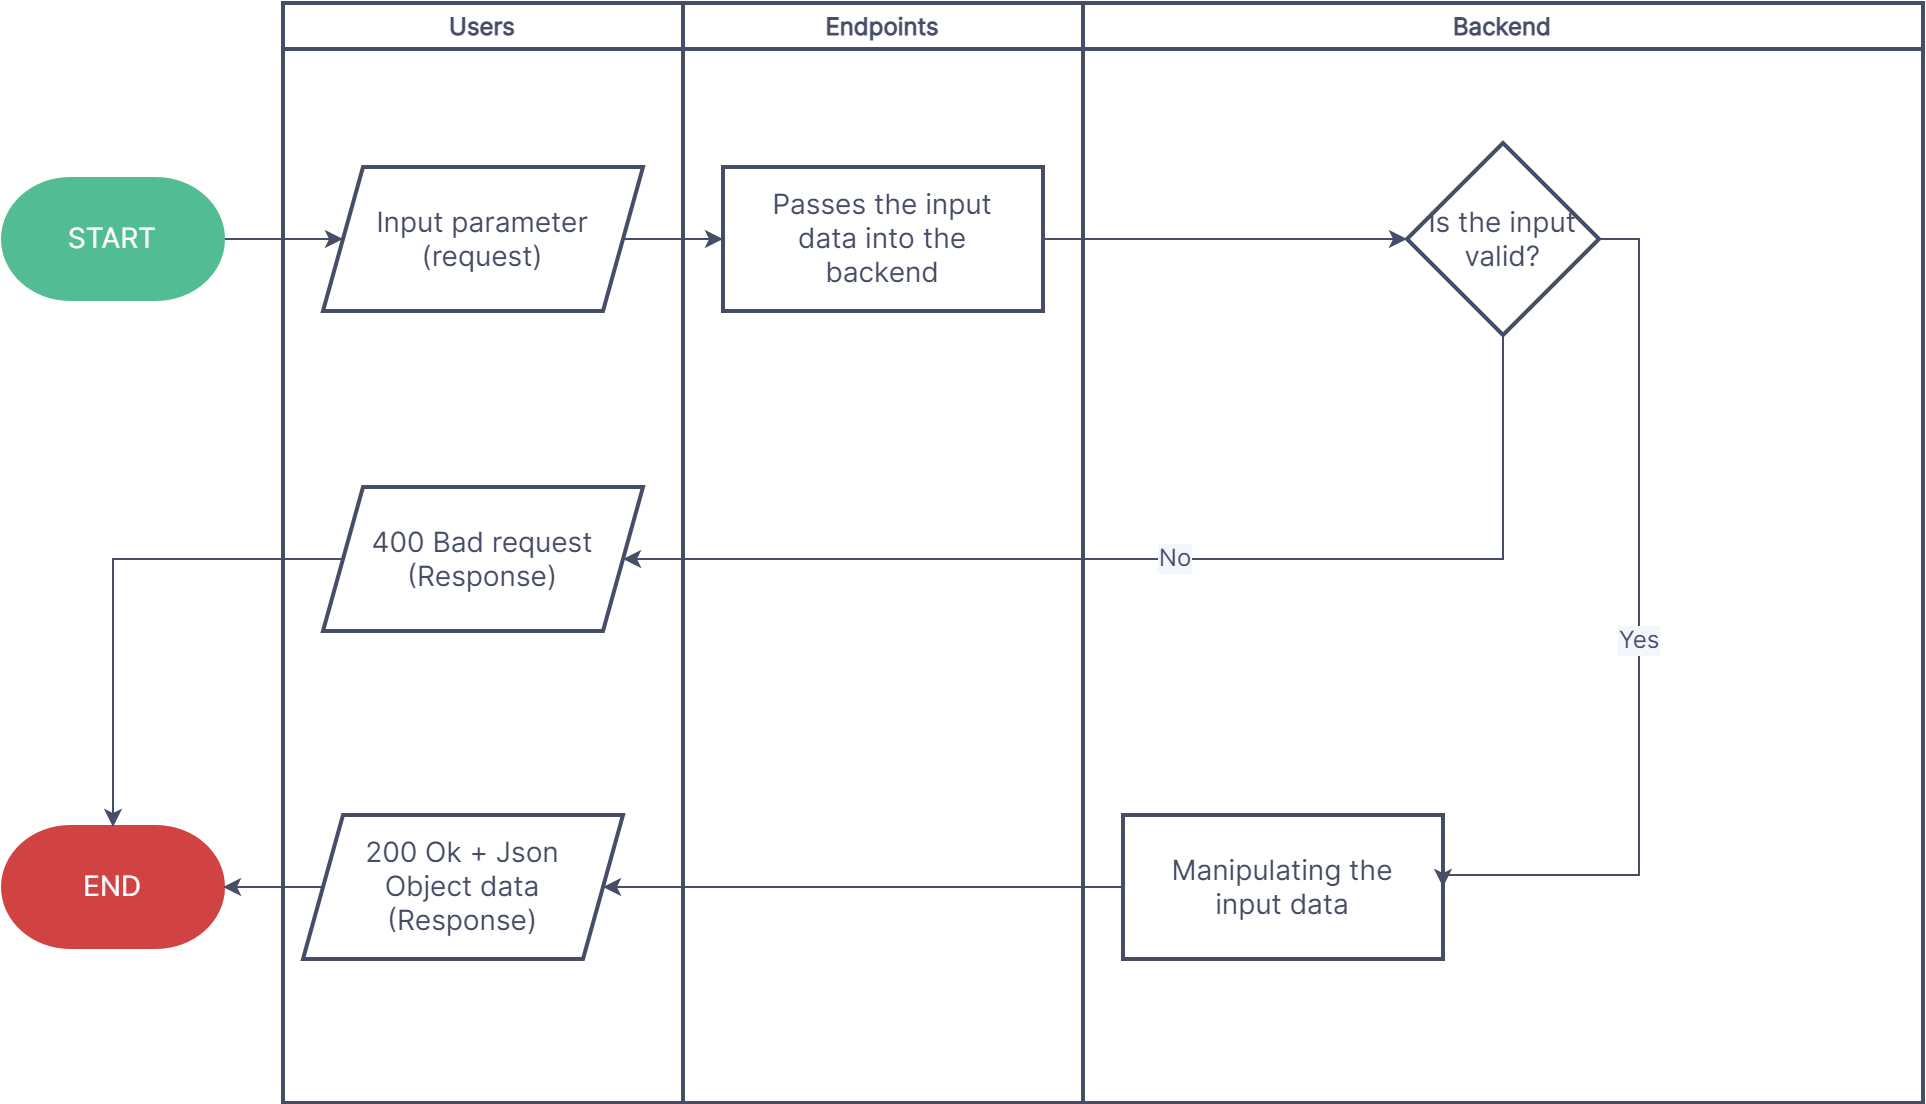 Users
Endpoints
Backend
START
Input parameter
(request)
Passes the input
data into the
backend
Is the input
valid?
400 Bad request
(Response)
No
Yes
END
200 Ok + Json
Object data
(Response)
Manipulating the
input data